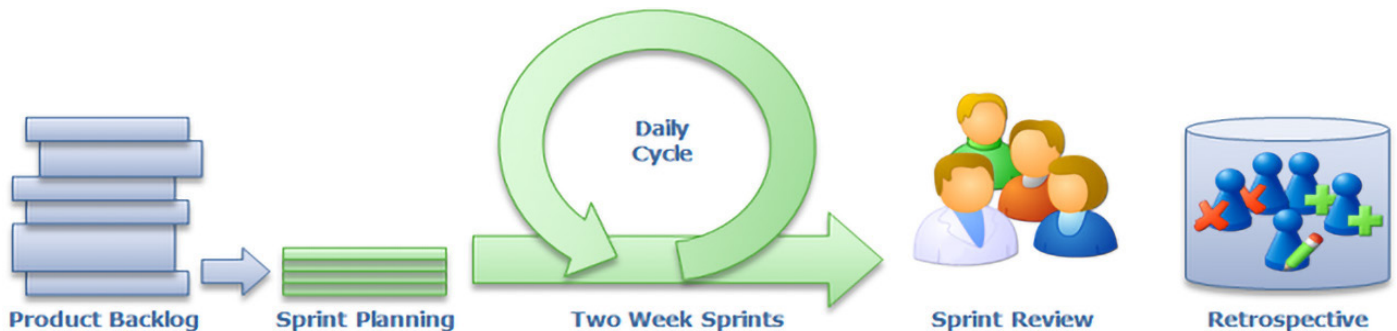 Daily
Cycle
Product Backlog
Sprint Planning
Two Week Sprints
Sprint Review
Retrospective